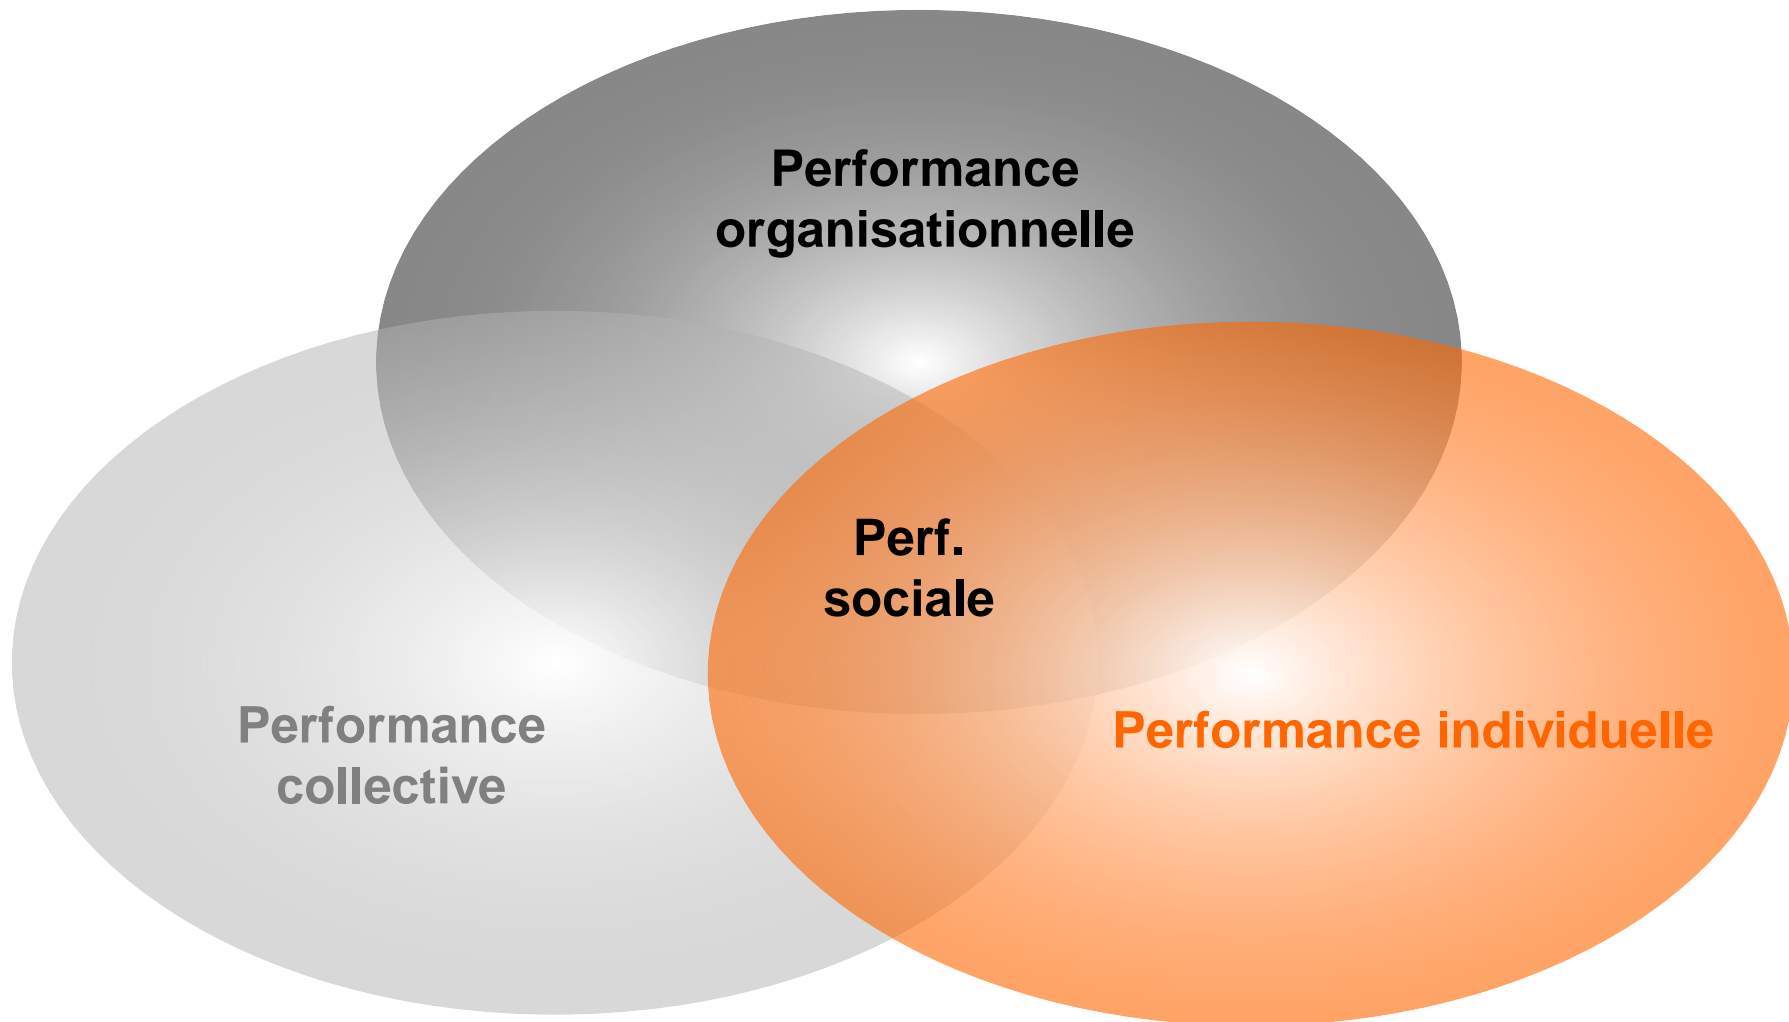 Performance
organisationnelle
Perf.
sociale
Performance
collective
Performance individuelle